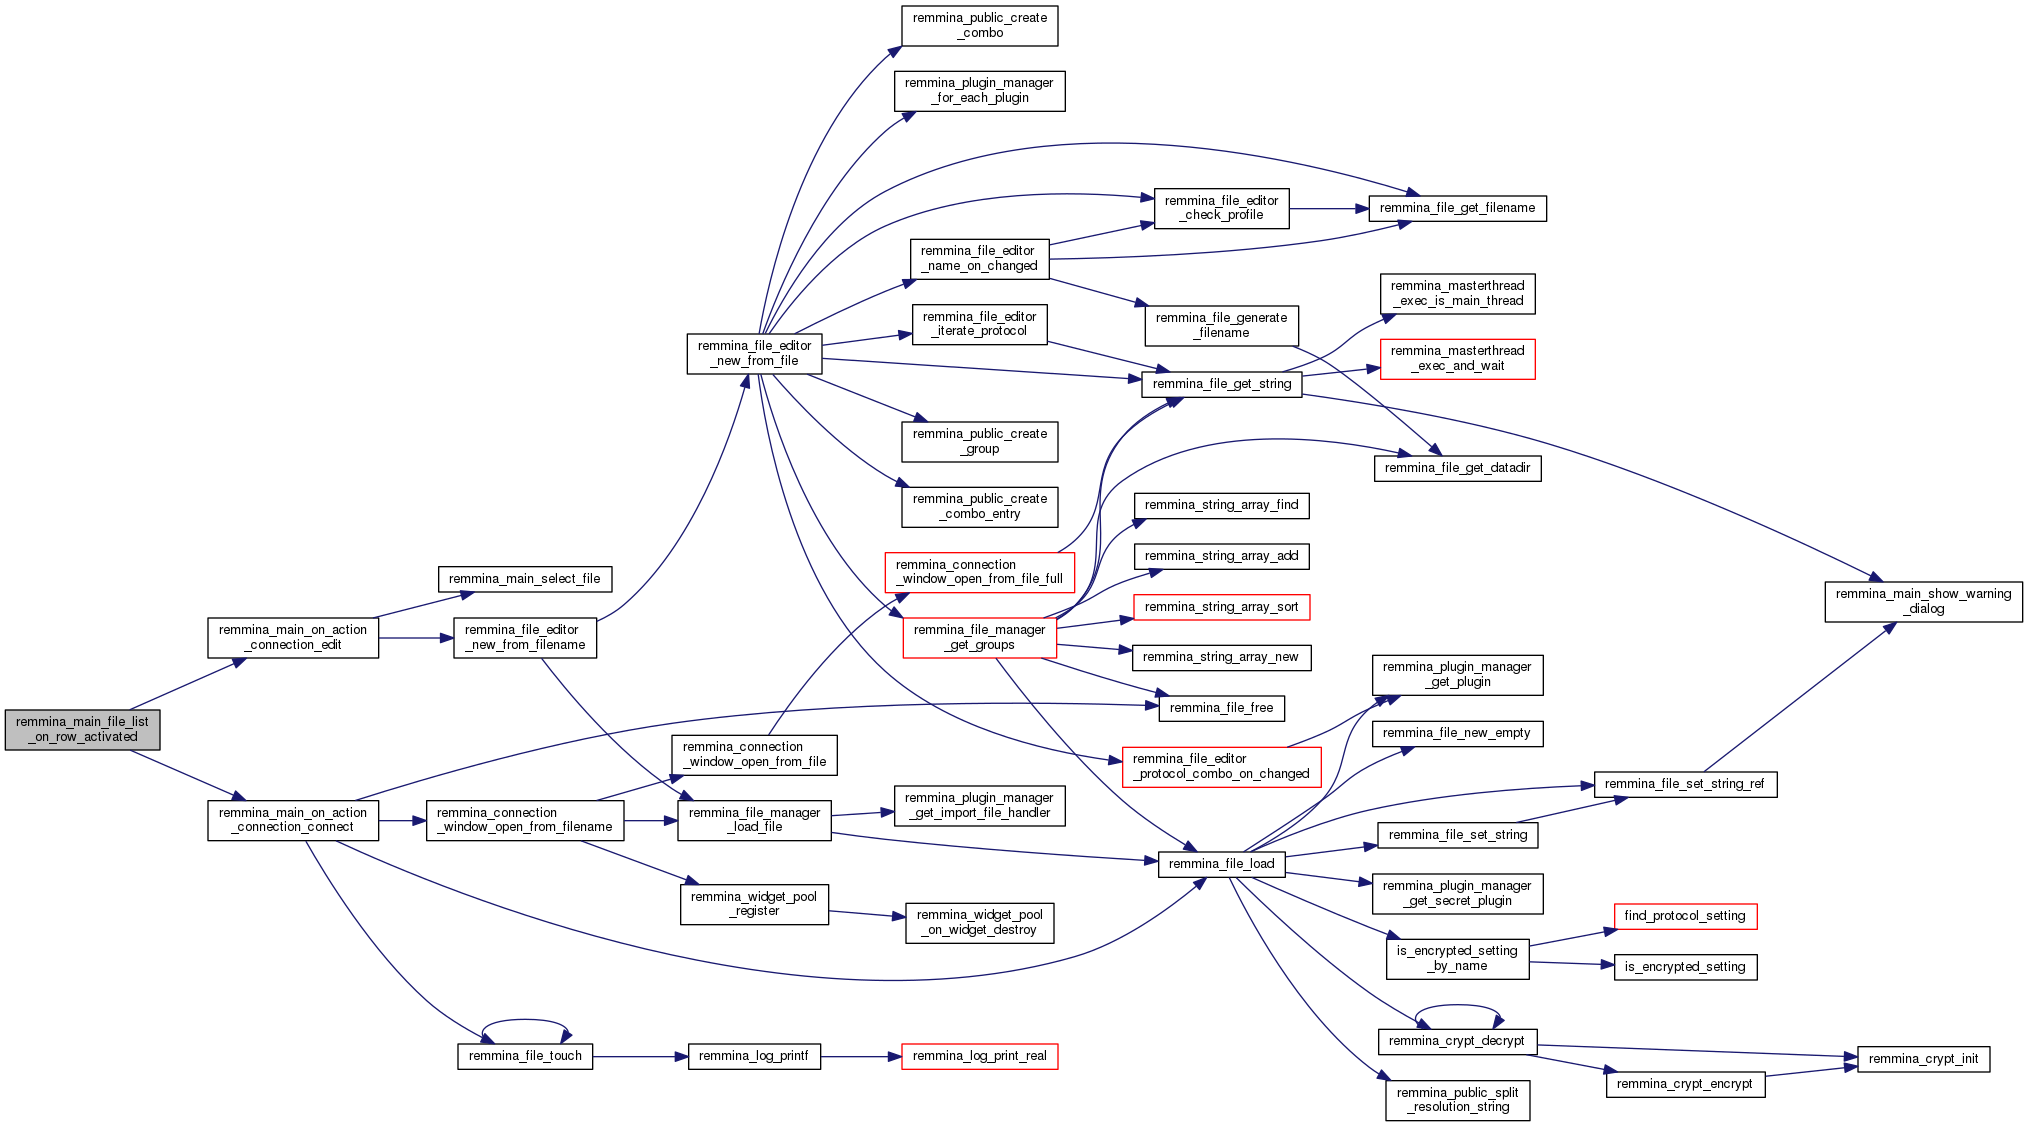 remmina_main_file_list
_on_row_activated
remmina_main_on_action
_connection_edit
remmina_main_on_action
_connection_connect
remmina_main_select_file
remmina_file_editor
_new_from_filename
remmina_connection
_window_open_from_filename
remmina_file_touch
remmina_file_editor
_new_from_file
remmina_connection
_window_open_from_file
remmina_file_manager
_load_file
remmina_widget_pool
_register
remmina_log_printf
remmina_public_create
_combo
remmina_plugin_manager
_for_each_plugin
remmina_file_editor
_name_on_changed
remmina_file_editor
_iterate_protocol
remmina_public_create
_group
remmina_public_create
_combo_entry
remmina_connection
_window_open_from_file_full
remmina_file_manager
_get_groups
remmina_plugin_manager
_get_import_file_handler
remmina_widget_pool
_on_widget_destroy
remmina_log_print_real
remmina_file_editor
_check_profile
remmina_file_generate
_filename
remmina_file_get_string
remmina_string_array_find
remmina_string_array_add
remmina_string_array_sort
remmina_string_array_new
remmina_file_free
remmina_file_editor
_protocol_combo_on_changed
remmina_file_load
remmina_file_get_filename
remmina_masterthread
_exec_is_main_thread
remmina_masterthread
_exec_and_wait
remmina_file_get_datadir
remmina_plugin_manager
_get_plugin
remmina_file_new_empty
remmina_file_set_string
remmina_plugin_manager
_get_secret_plugin
is_encrypted_setting
_by_name
remmina_crypt_decrypt
remmina_public_split
_resolution_string
remmina_file_set_string_ref
find_protocol_setting
is_encrypted_setting
remmina_crypt_encrypt
remmina_main_show_warning
_dialog
remmina_crypt_init